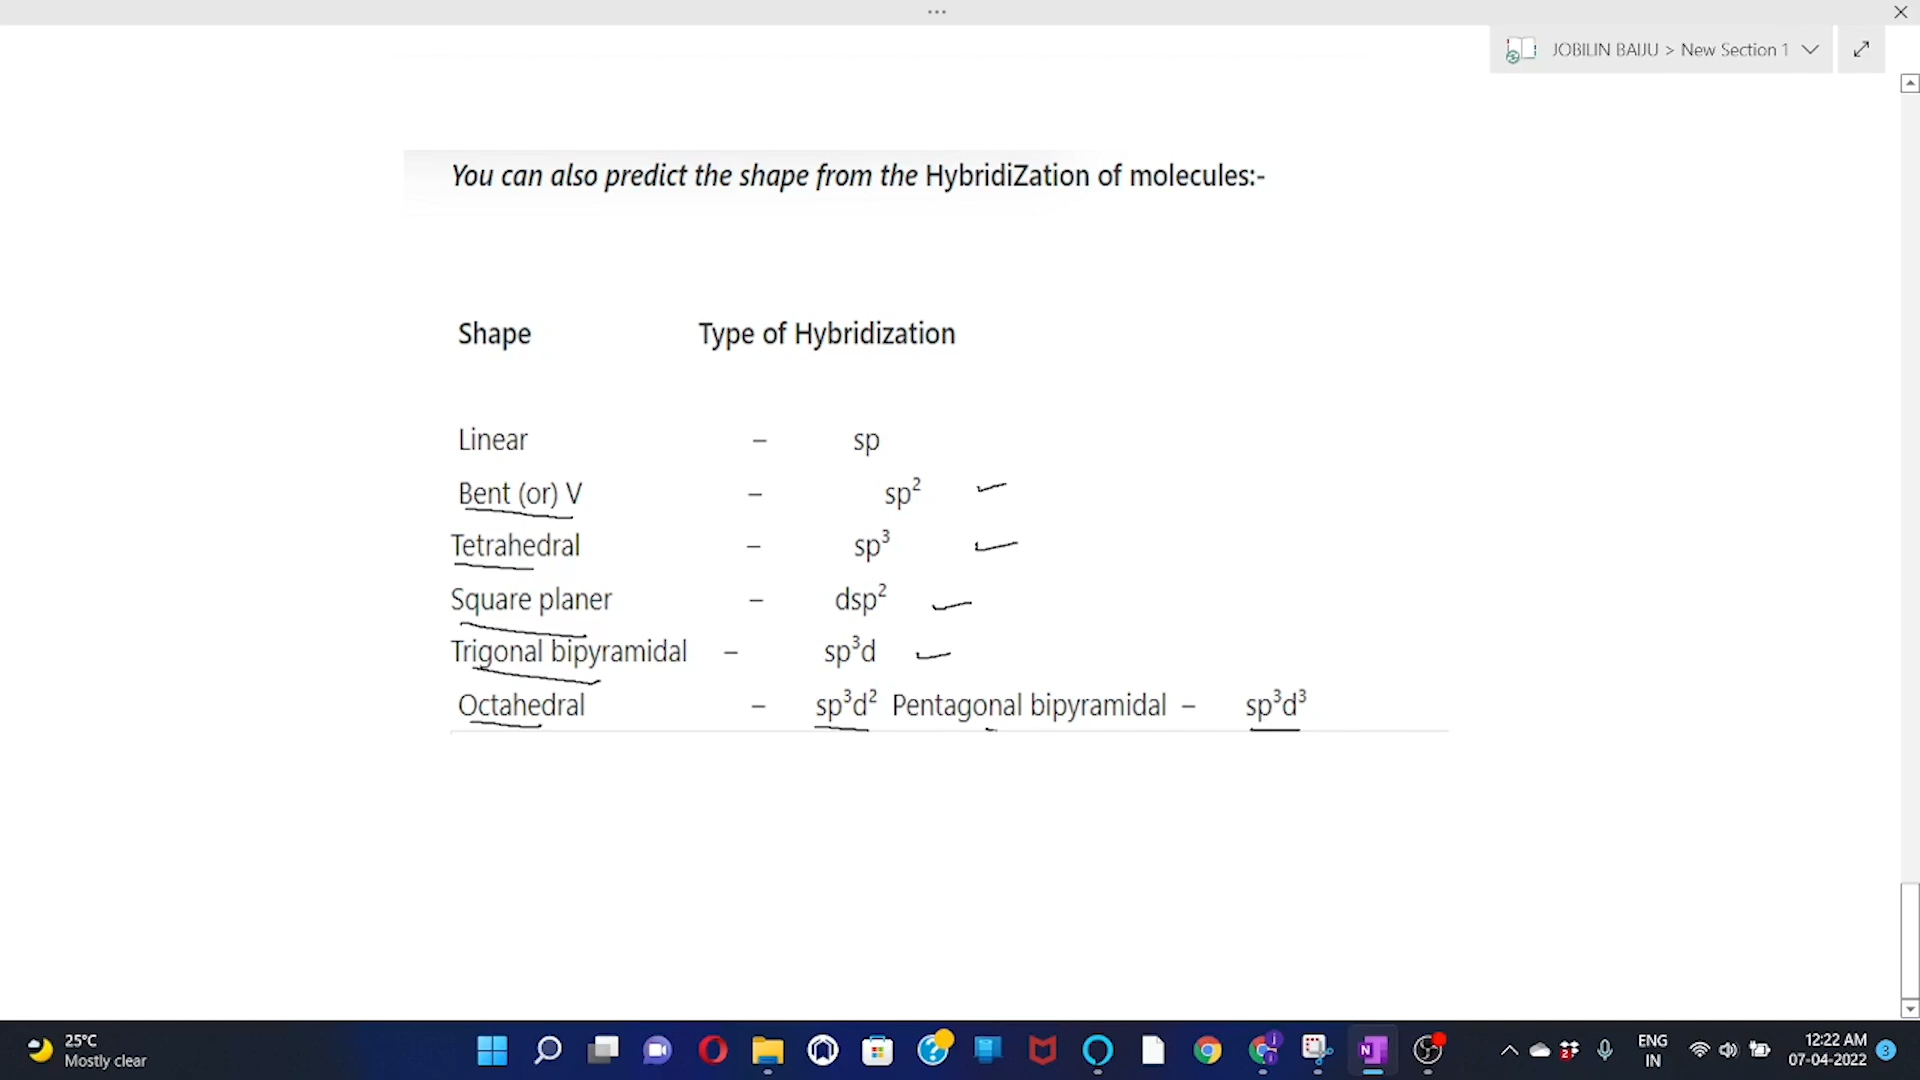 ...
JOBILIN BAIJU > New Section 1
You can also predict the shape from the HybridiZation of molecules:-
Shape Type of Hybridization
Linear – sp
Bent (or) V – sp²
Tetrahedral – sp³
Square planer – dsp²
Trigonal bipyramidal – sp³d
Octahedral – sp³d² Pentagonal bipyramidal – sp³d³
25°C
Mostly clear
ENG
IN
12:22 AM
07-04-2022
3